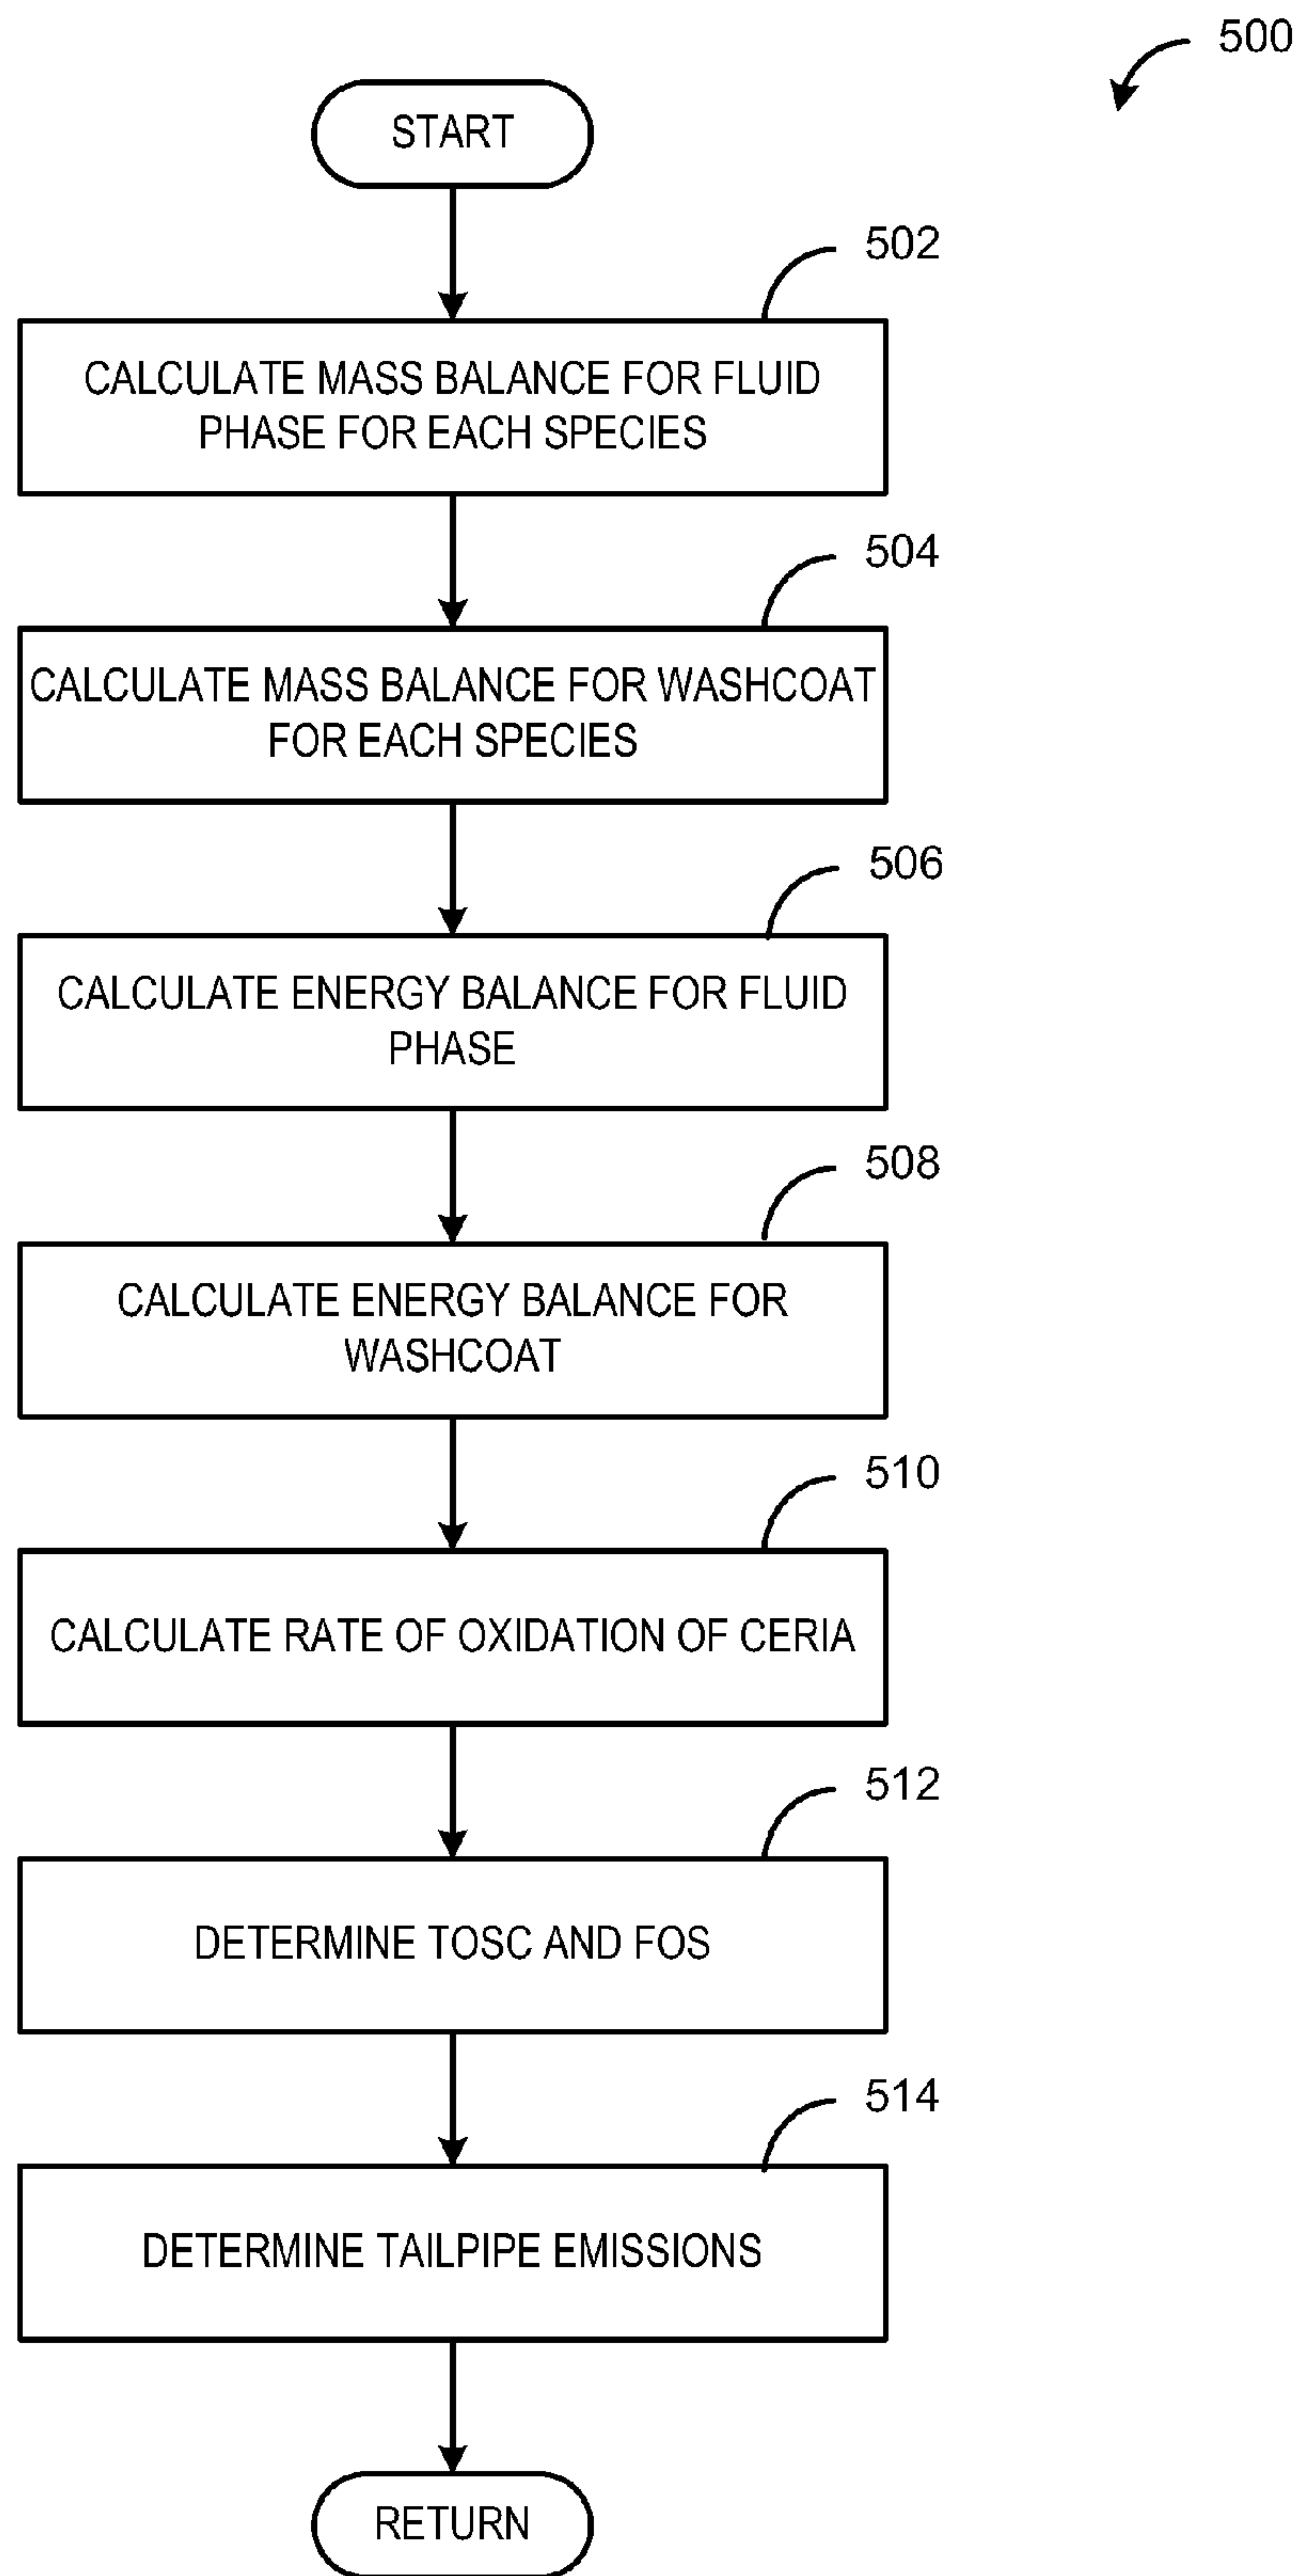 500
START
502
CALCULATE MASS BALANCE FOR FLUID
PHASE FOR EACH SPECIES
504
CALCULATE MASS BALANCE FOR WASHCOAT
FOR EACH SPECIES
506
CALCULATE ENERGY BALANCE FOR FLUID
PHASE
508
CALCULATE ENERGY BALANCE FOR
WASHCOAT
510
CALCULATE RATE OF OXIDATION OF CERIA
512
DETERMINE TOSC AND FOS
514
DETERMINE TAILPIPE EMISSIONS
RETURN